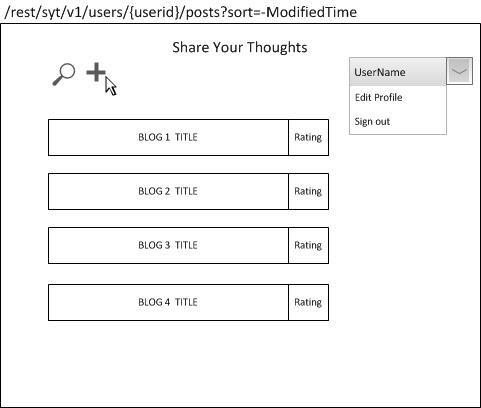 /rest/syt/v1/users/{userid}/posts?sort=-ModifiedTime
Share Your Thoughts
UserName
Edit Profile
Sign out
BLOG 1 TITLE Rating
BLOG 2 TITLE Rating
BLOG 3 TITLE Rating
BLOG 4 TITLE Rating